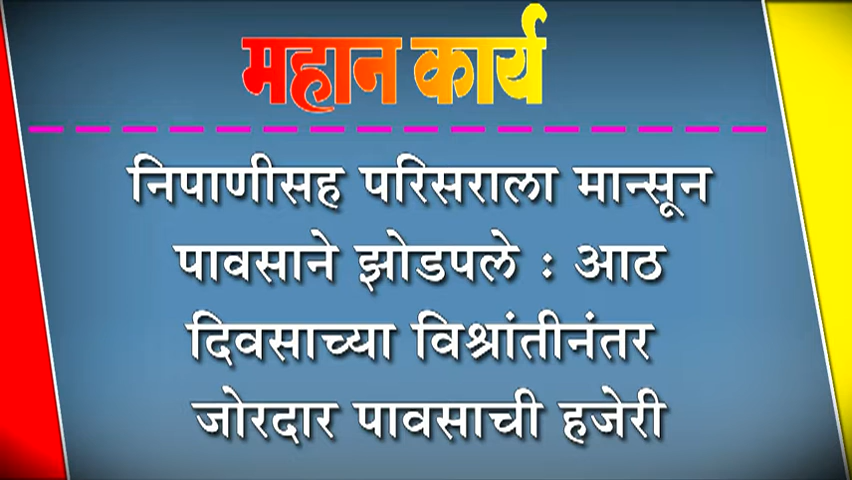 महान कार्य
निपाणीसह परिसराला मान्सून
पावसाने झोडपले : आठ
दिवसाच्या विश्रांतीनंतर
जोरदार पावसाची हजेरी